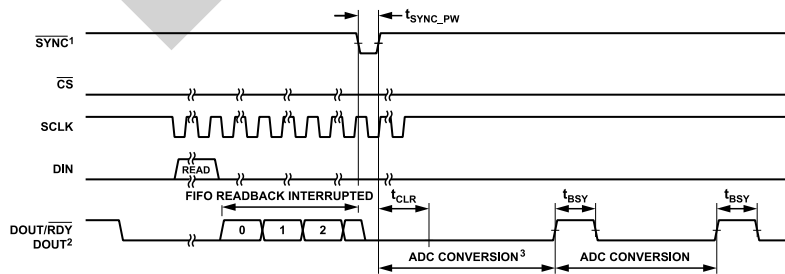 tSYNC_PW
SYNC1
CS
SCLK
DIN
READ
FIFO READBACK INTERRUPTED
tCLR
tBSY
tBSY
DOUT/RDY
DOUT2
0 1 2
ADC CONVERSION3
ADC CONVERSION